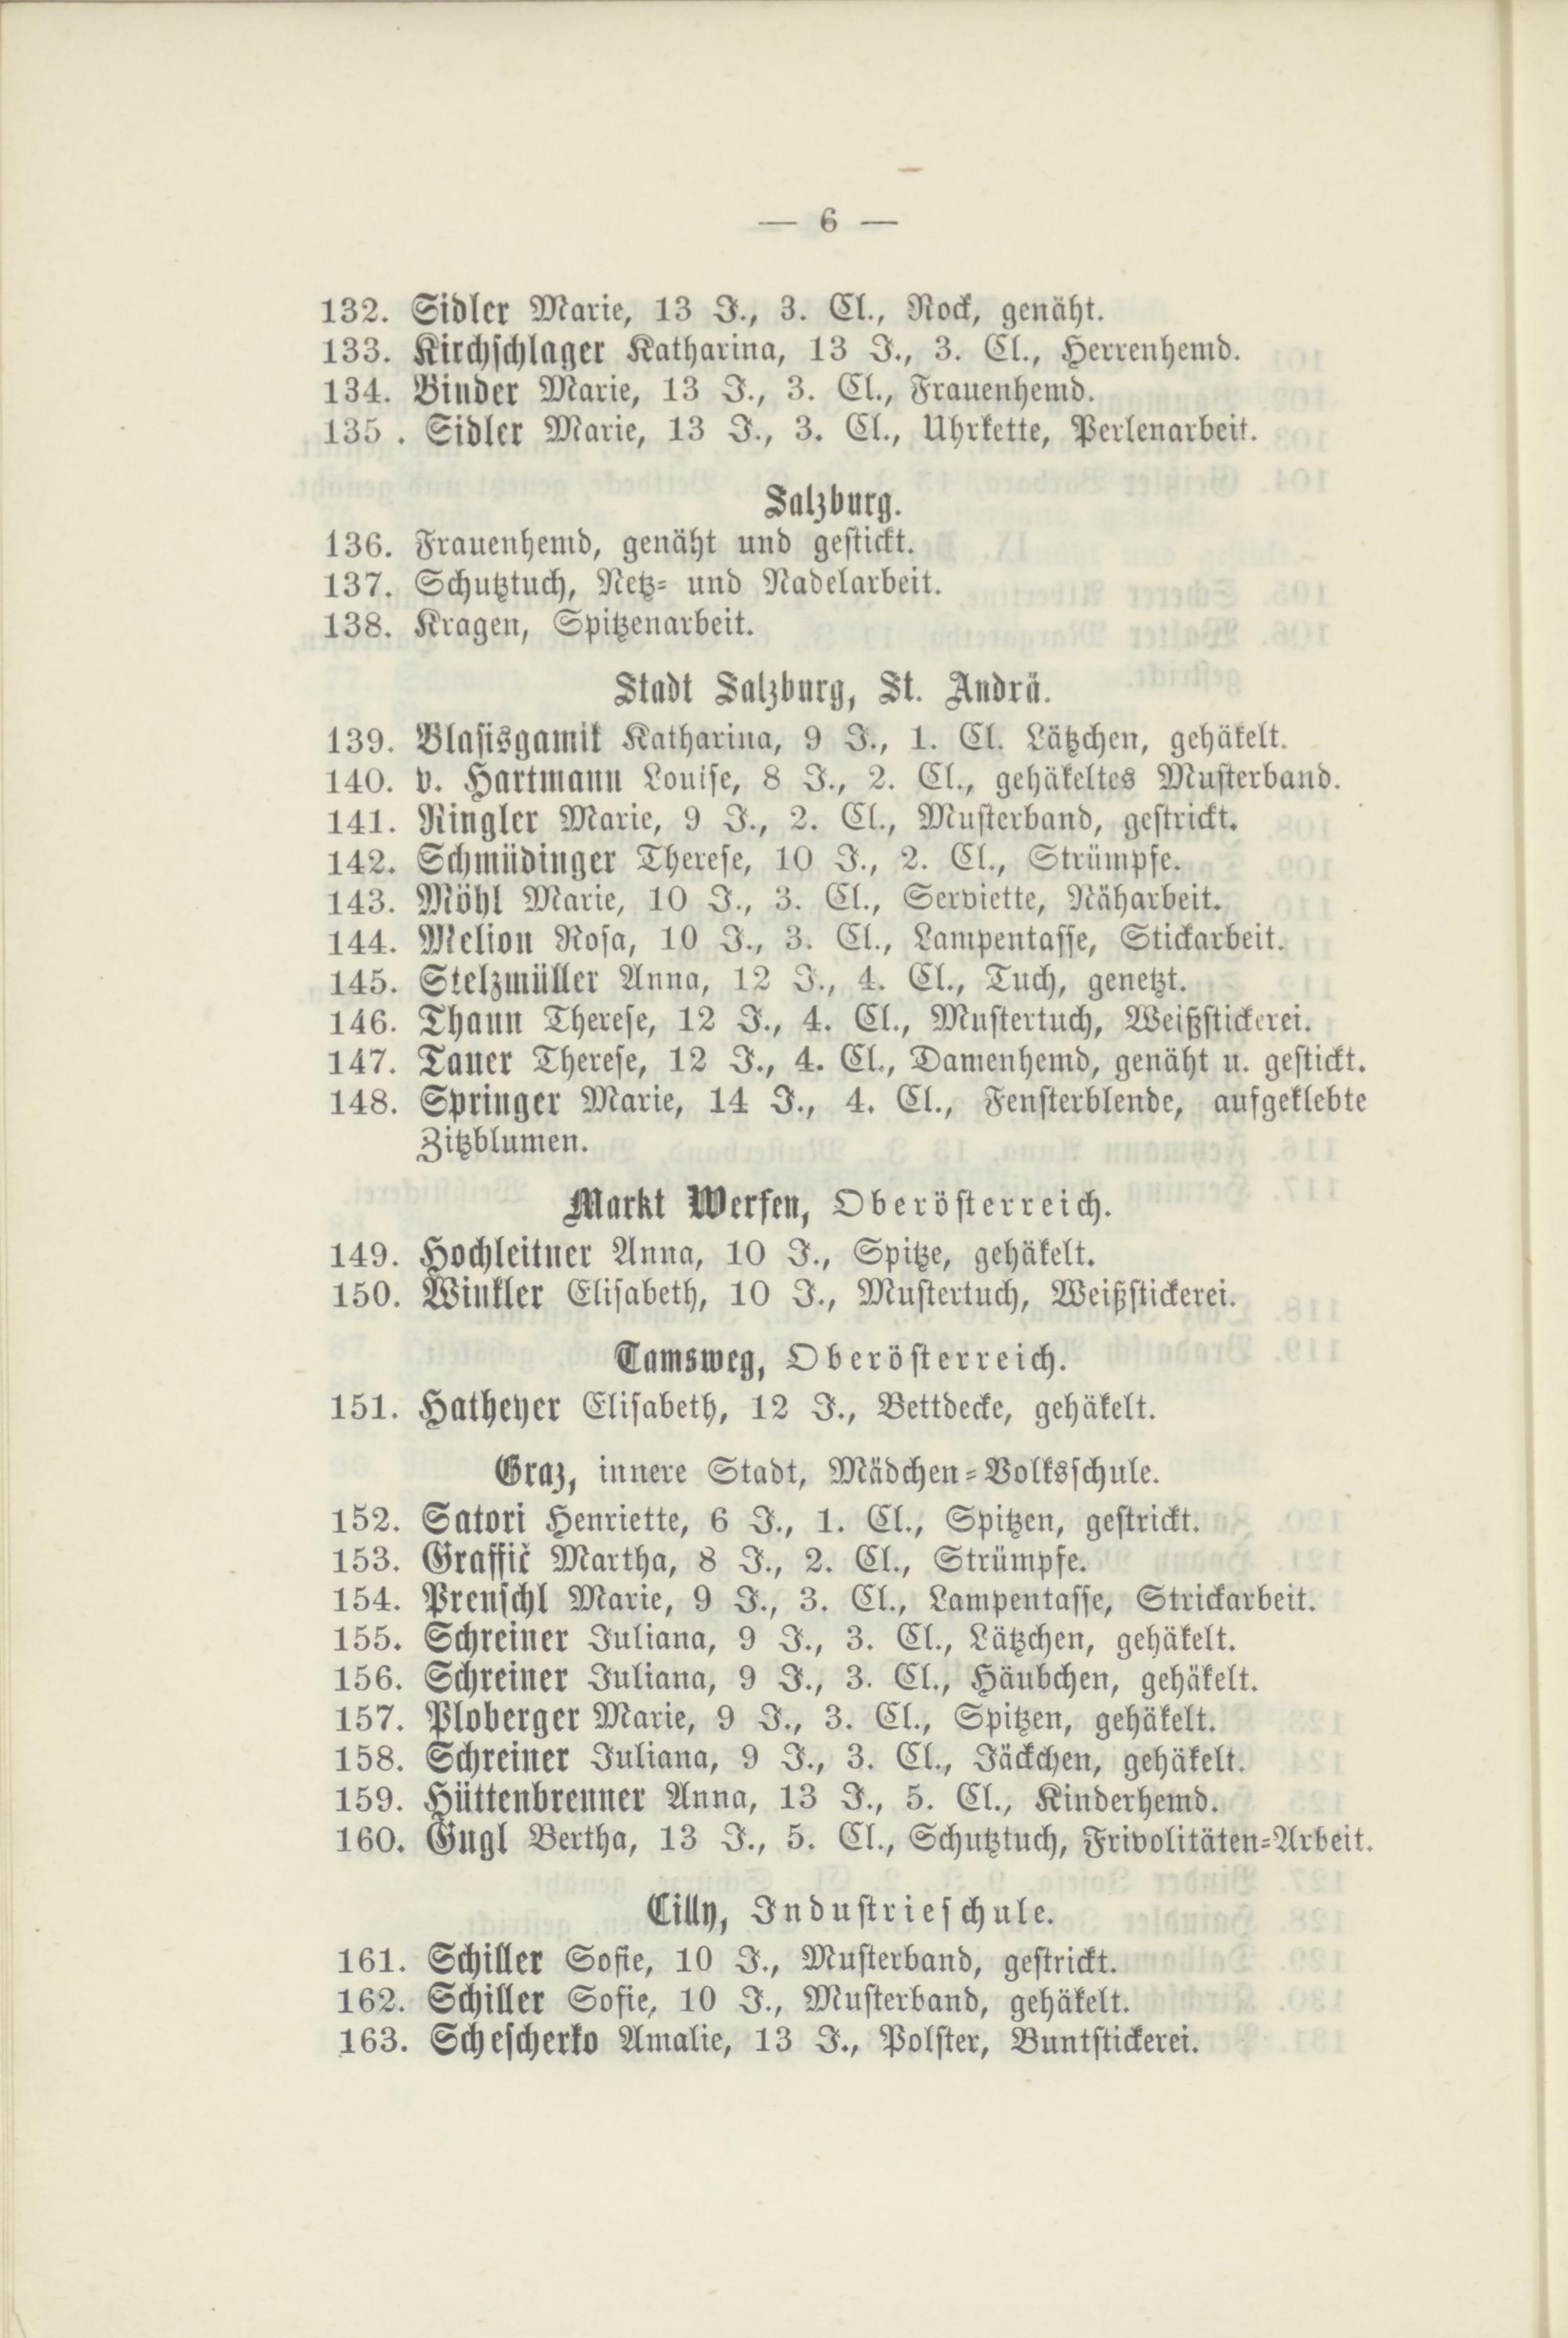 — 6 —
132. Sidler Marie, 13 J., 3. Cl., Rock, genäht.
133. Kirchschlager Katharina, 13 J., 3. Cl., Herrenhemd.
134. Binder Marie, 13 J., 3. Cl., Frauenhemd.
135 . Sidler Marie, 13 J., 3. Cl., Uhrkette, Perlenarbeit.
Salzburg.
136. Frauenhemd, genäht und gestickt.
137. Schutztuch, Netz- und Nadelarbeit.
138. Kragen, Spitzenarbeit.
Stadt Salzburg, St. Andrä.
139. Blasisgamik Katharina, 9 J., 1. Cl. Lätzchen, gehäkelt.
140. v. Hartmann Louise, 8 J., 2. Cl., gehäkeltes Musterband.
141. Ringler Marie, 9 J., 2. Cl., Musterband, gestrickt.
142. Schmüdinger Therese, 10 J., 2. Cl., Strümpfe.
143. Möhl Marie, 10 J., 3. Cl., Serviette, Näharbeit.
144. Melion Rosa, 10 J., 3. Cl., Lampentasse, Stickarbeit.
145. Stelzmüller Anna, 12 J., 4. Cl., Tuch, genetzt.
146. Thann Therese, 12 J., 4. Cl., Mustertuch, Weißstickerei.
147. Tauer Therese, 12 J., 4. Cl., Damenhemd, genäht u. gestickt.
148. Springer Marie, 14 J., 4. Cl., Fensterblende, aufgeklebte
Zitzblumen.
Markt Werfen, Oberösterreich.
149. Hochleitner Anna, 10 J., Spitze, gehäkelt.
150. Winkler Elisabeth, 10 J., Mustertuch, Weißstickerei.
Tamsweg, Oberösterreich.
151. Hatheyer Elisabeth, 12 J., Bettdecke, gehäkelt.
Graz, innere Stadt, Mädchen-Volksschule.
152. Satori Henriette, 6 J., 1. Cl., Spitzen, gestrickt.
153. Graffič Martha, 8 J., 2. Cl., Strümpfe.
154. Preuschl Marie, 9 J., 3. Cl., Lampentasse, Strickarbeit.
155. Schreiner Juliana, 9 J., 3. Cl., Lätzchen, gehäkelt.
156. Schreiner Juliana, 9 J., 3. Cl., Häubchen, gehäkelt.
157. Ploberger Marie, 9 J., 3. Cl., Spitzen, gehäkelt.
158. Schreiner Juliana, 9 J., 3. Cl., Jäckchen, gehäkelt.
159. Hüttenbrenner Anna, 13 J., 5. Cl., Kinderhemd.
160. Gugl Bertha, 13 J., 5. Cl., Schutztuch, Frivolitäten-Arbeit.
Cilly, Industrieschule.
161. Schiller Sofie, 10 J., Musterband, gestrickt.
162. Schiller Sofie, 10 J., Musterband, gehäkelt.
163. Schescherko Amalie, 13 J., Polster, Buntstickerei.